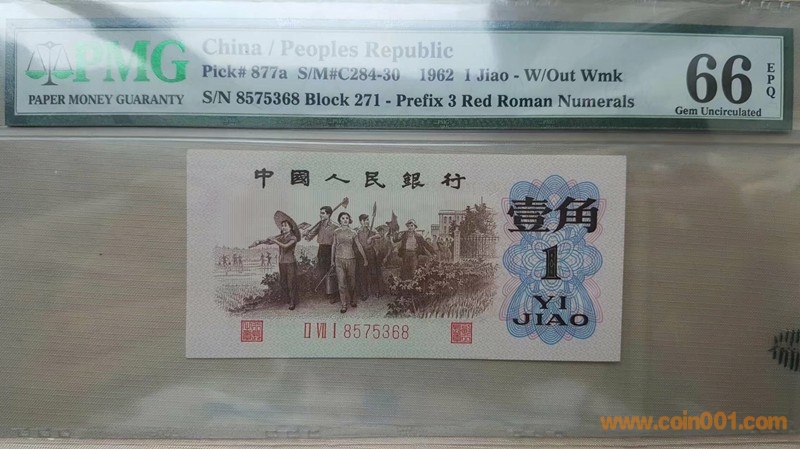 PMG
PAPER MONEY GUARANTY
China / Peoples Republic
Pick# 877a S/M#C284-30 1962 1 Jiao - W/Out Wmk
S/N 8575368 Block 271 - Prefix 3 Red Roman Numerals
66
EPQ
Gem Uncirculated
中國人民銀行
壹角
1
YI
JIAO
II VII I 8575368
www.coin001.com